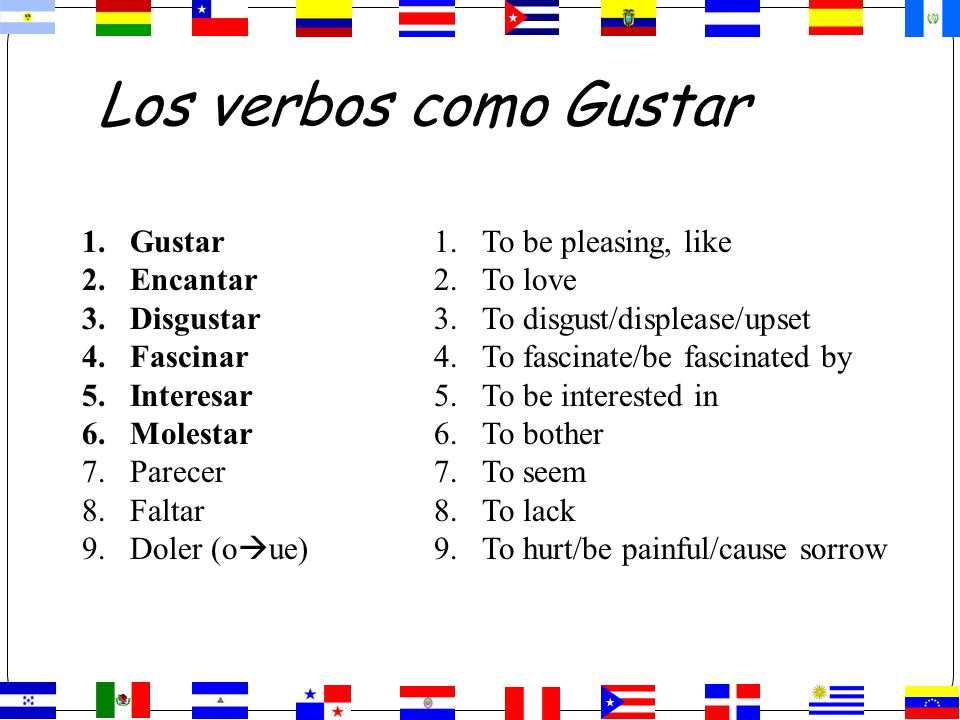 Los verbos como Gustar
1. Gustar
2. Encantar
3. Disgustar
4. Fascinar
5. Interesar
6. Molestar
7. Parecer
8. Faltar
9. Doler (o→ue)
1. To be pleasing, like
2. To love
3. To disgust/displease/upset
4. To fascinate/be fascinated by
5. To be interested in
6. To bother
7. To seem
8. To lack
9. To hurt/be painful/cause sorrow